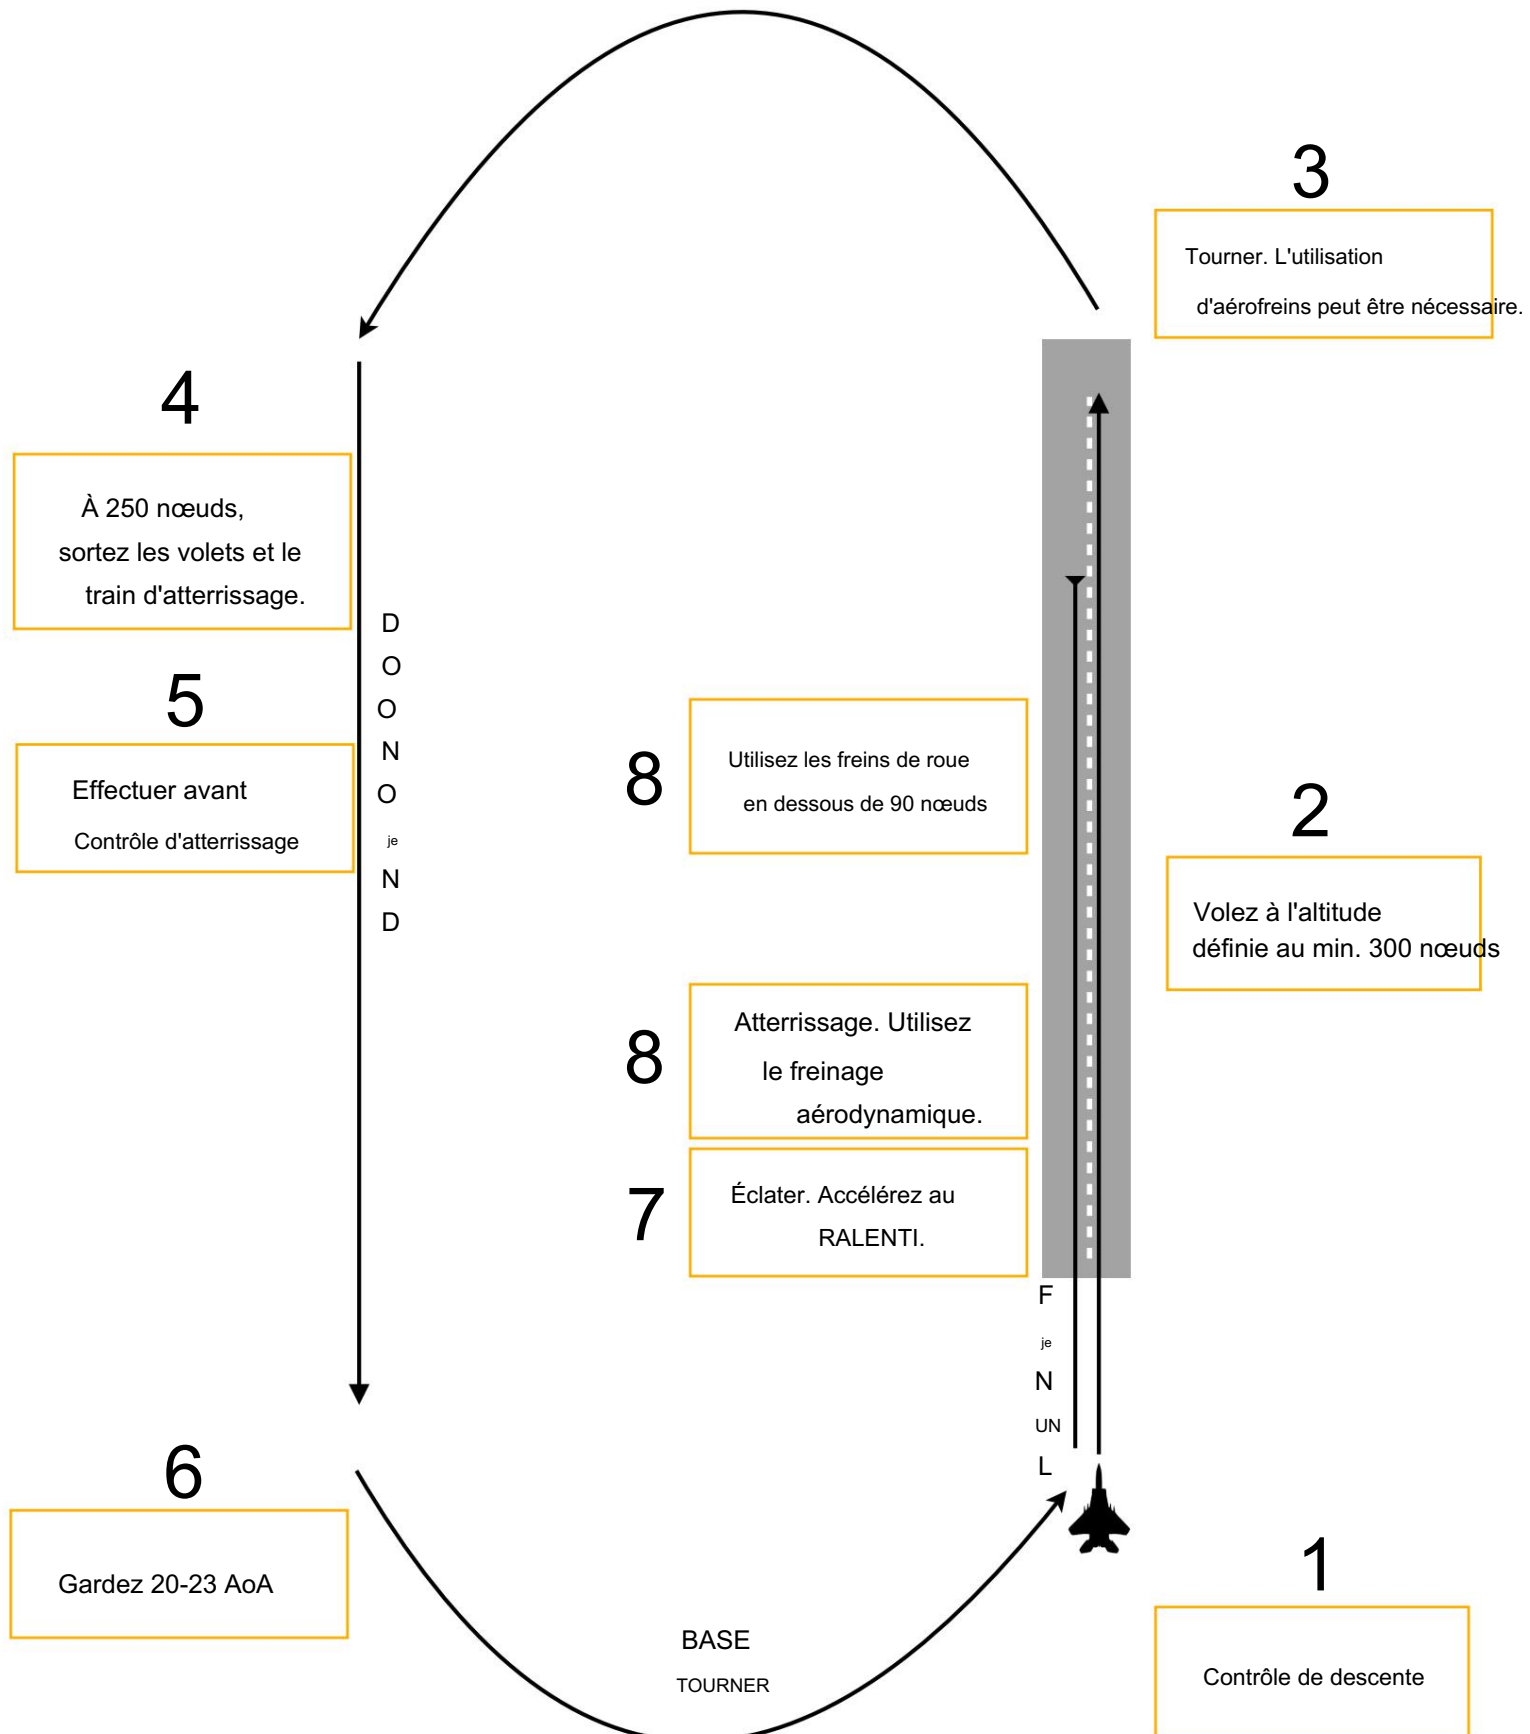 3
Tourner. L'utilisation
d'aérofreins peut être nécessaire.
4
À 250 nœuds,
sortez les volets et le
train d'atterrissage.
D
O
O
N
O
je
N
D
5
Effectuer avant
Contrôle d'atterrissage
8
Utilisez les freins de roue
en dessous de 90 nœuds
2
Volez à l'altitude
définie au min. 300 nœuds
8
Atterrissage. Utilisez
le freinage
aérodynamique.
7
Éclater. Accélérez au
RALENTI.
F
je
N
UN
L
6
Gardez 20-23 AoA
BASE
TOURNER
1
Contrôle de descente